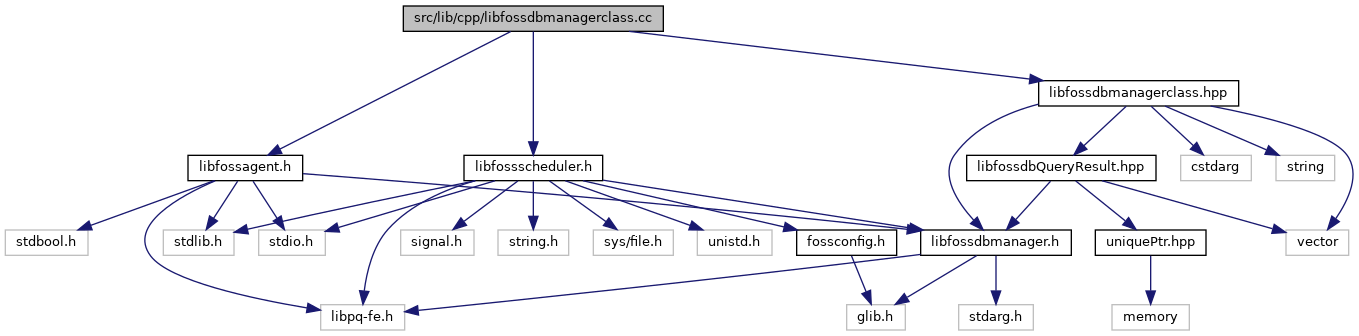 src/lib/cpp/libfossdbmanagerclass.cc
libfossdbmanagerclass.hpp
libfossagent.h
libfossscheduler.h
libfossdbQueryResult.hpp
cstdarg
string
stdbool.h
stdlib.h
stdio.h
signal.h
string.h
sys/file.h
unistd.h
fossconfig.h
libfossdbmanager.h
uniquePtr.hpp
vector
libpq-fe.h
glib.h
stdarg.h
memory